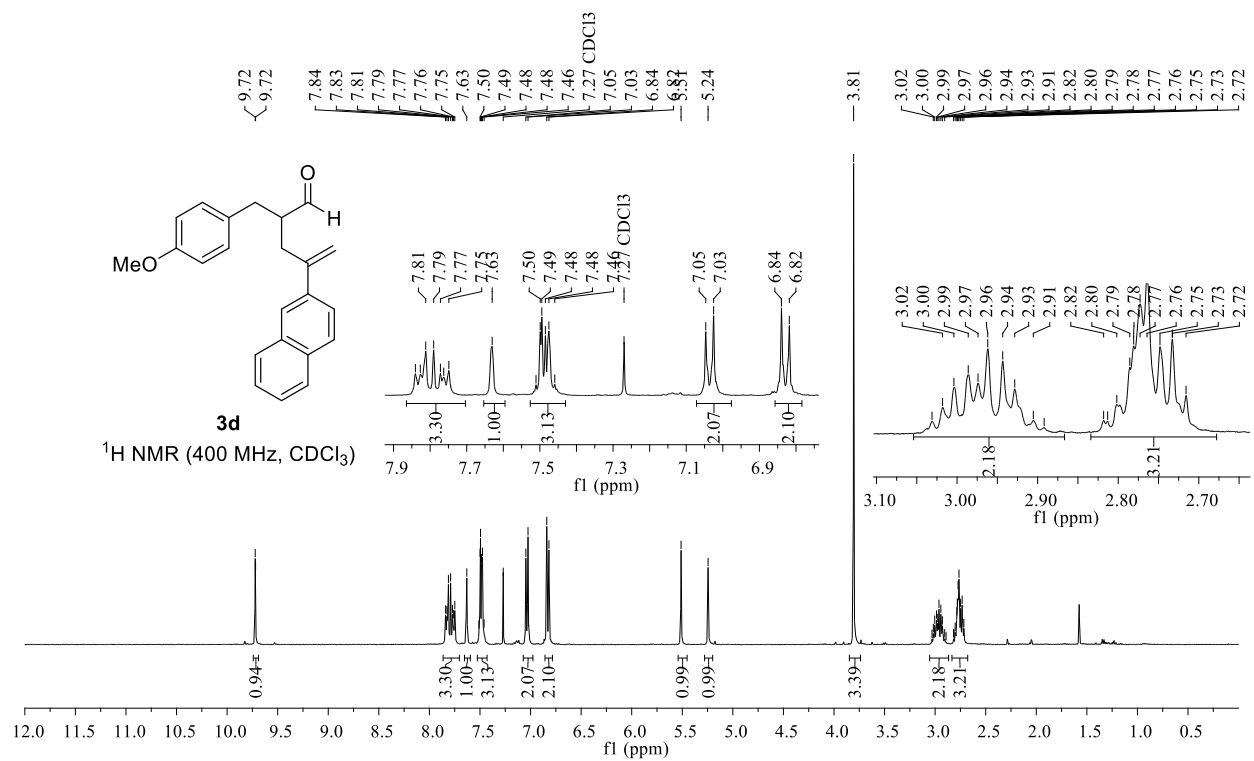 9.72 9.72 7.84 7.83 7.81 7.79 7.77 7.76 7.75 7.63 7.50 7.49 7.48 7.48 7.46 7.27 CDCl3 7.05 7.03 6.84 6.82 5.51 5.24 3.81 3.02 3.00 2.99 2.97 2.96 2.94 2.93 2.91 2.82 2.80 2.79 2.78 2.77 2.76 2.75 2.73 2.72
O
H
MeO
3d
¹H NMR (400 MHz, CDCl₃)
7.81 7.79 7.77 7.75 7.63 7.50 7.49 7.48 7.48 7.46 7.27 CDCl3 7.05 7.03 6.84 6.82
3.30 1.00 3.13 2.07 2.10
7.9 7.7 7.5 7.3 7.1 6.9
f1 (ppm)
3.02 3.00 2.99 2.97 2.96 2.94 2.93 2.91 2.82 2.80 2.79 2.78 2.77 2.76 2.75 2.73 2.72
2.18 3.21
3.10 3.00 2.90 2.80 2.70
f1 (ppm)
0.94 3.30 1.00 3.13 2.07 2.10 0.99 0.99 3.39 2.18 3.21
12.0 11.5 11.0 10.5 10.0 9.5 9.0 8.5 8.0 7.5 7.0 6.5 6.0 5.5 5.0 4.5 4.0 3.5 3.0 2.5 2.0 1.5 1.0 0.5
f1 (ppm)